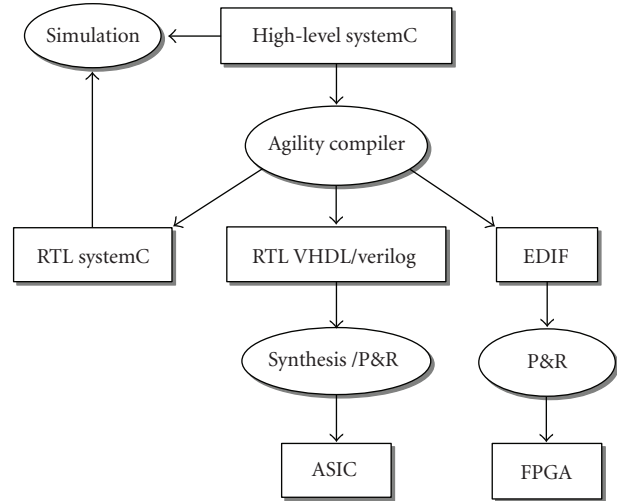 Simulation
High-level systemC
Agility compiler
RTL systemC
RTL VHDL/verilog
EDIF
Synthesis /P&R
P&R
ASIC
FPGA